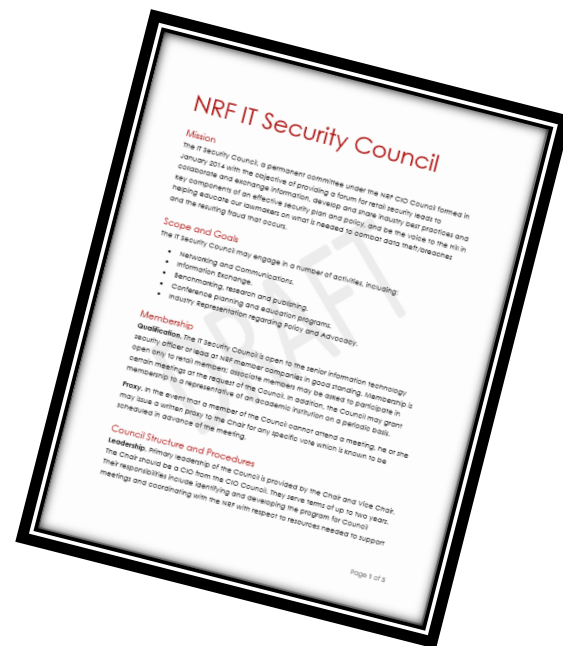 NRF IT Security Council
Mission
The IT Security Council, a permanent committee under the NRF CIO Council formed in
January 2014 with the objective of providing a forum for retail security leads to
collaborate and exchange information, develop and share industry best practices and
key components of an effective security plan and policy, and be the voice to the Hill in
helping educate our lawmakers on what is needed to combat data theft/breaches
and the resulting fraud that occurs.
Scope and Goals
The IT Security Council may engage in a number of activities, including:
• Networking and Communications.
• Information Exchange.
• Benchmarking, research and publishing.
• Conference planning and education programs.
• Industry Representation regarding Policy and Advocacy.
DRAFT
Membership
Qualification. The IT Security Council is open to the senior information technology
security officer or lead at NRF member companies in good standing. Membership is
open only to retail members; associate members may be asked to participate in
certain meetings at the request of the Council. In addition, the Council may grant
membership to a representative of an academic institution on a periodic basis.
Proxy. In the event that a member of the Council cannot attend a meeting, he or she
may issue a written proxy to the Chair for any specific vote which is known to be
scheduled in advance of the meeting.
Council Structure and Procedures
Leadership. Primary leadership of the Council is provided by the Chair and Vice Chair.
The Chair should be a CIO from the CIO Council. They serve terms of up to two years.
Their responsibilities include identifying and developing the program for Council
meetings and coordinating with the NRF with respect to resources needed to support
Page 1 of 3